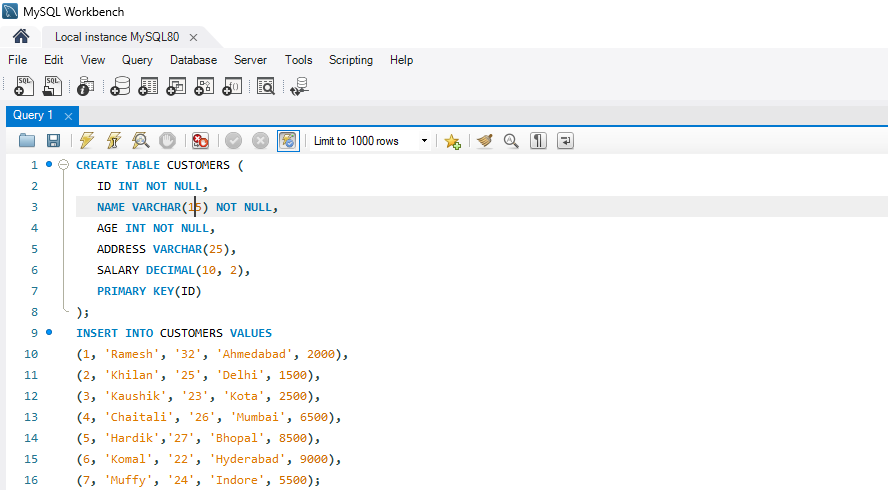 MySQL Workbench
Local instance MySQL80 ×
File Edit View Query Database Server Tools Scripting Help
SQL SQL
Query 1 ×
Limit to 1000 rows
1 CREATE TABLE CUSTOMERS (
2 ID INT NOT NULL,
3 NAME VARCHAR(15) NOT NULL,
4 AGE INT NOT NULL,
5 ADDRESS VARCHAR(25),
6 SALARY DECIMAL(10, 2),
7 PRIMARY KEY(ID)
8 );
9 INSERT INTO CUSTOMERS VALUES
10 (1, 'Ramesh', '32', 'Ahmedabad', 2000),
11 (2, 'Khilan', '25', 'Delhi', 1500),
12 (3, 'Kaushik', '23', 'Kota', 2500),
13 (4, 'Chaitali', '26', 'Mumbai', 6500),
14 (5, 'Hardik','27', 'Bhopal', 8500),
15 (6, 'Komal', '22', 'Hyderabad', 9000),
16 (7, 'Muffy', '24', 'Indore', 5500);